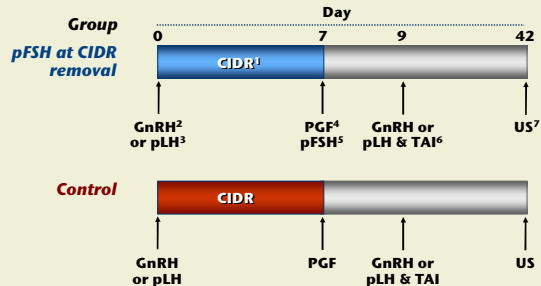 Day
Group 0 7 9 42
pFSH at CIDR
removal
CIDR¹
GnRH² PGF⁴ GnRH or US⁷
or pLH³ pFSH⁵ pLH & TAI⁶
Control
CIDR
GnRH PGF GnRH or US
or pLH pLH & TAI